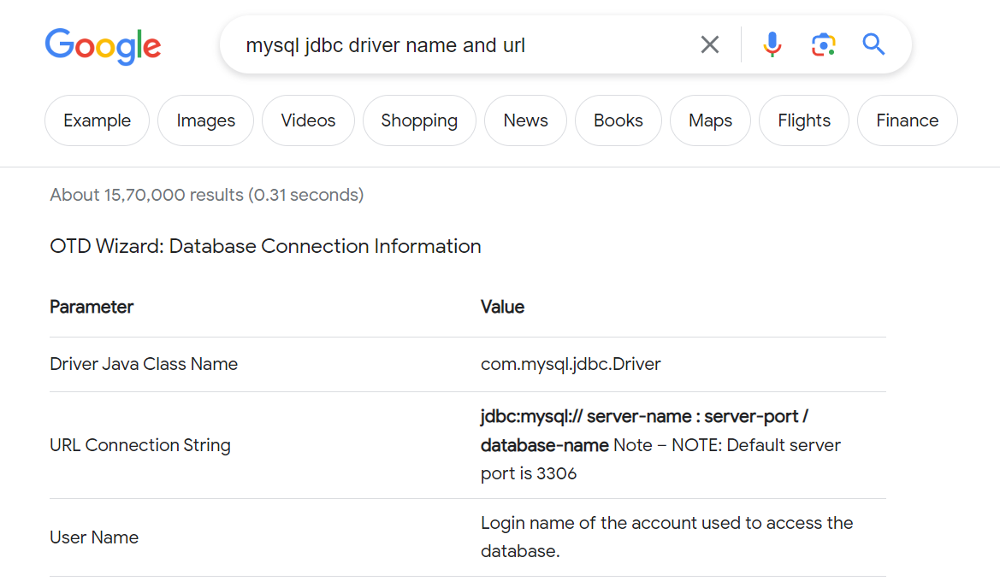 Google
mysql jdbc driver name and url
Example Images Videos Shopping News Books Maps Flights Finance
About 15,70,000 results (0.31 seconds)
OTD Wizard: Database Connection Information
Parameter Value
Driver Java Class Name com.mysql.jdbc.Driver
URL Connection String
jdbc:mysql:// server-name : server-port /
database-name Note – NOTE: Default server
port is 3306
User Name
Login name of the account used to access the
database.